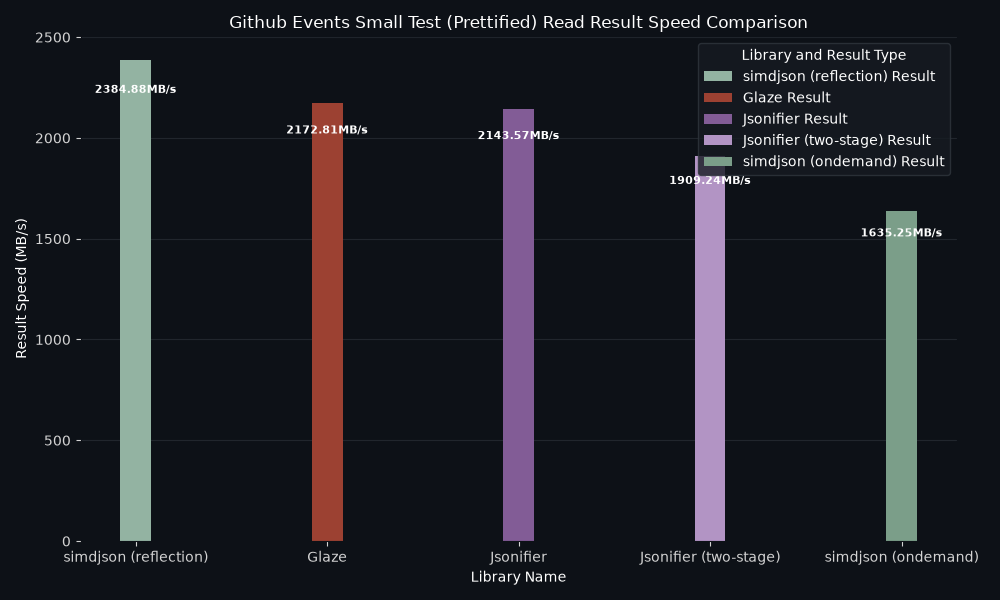 Github Events Small Test (Prettified) Read Result Speed Comparison
2500
2000
1500
1000
500
0
Result Speed (MB/s)
Library and Result Type
simdjson (reflection) Result
Glaze Result
Jsonifier Result
Jsonifier (two-stage) Result
simdjson (ondemand) Result
2384.88MB/s
2172.81MB/s
2143.57MB/s
1909.24MB/s
1635.25MB/s
simdjson (reflection)
Glaze
Jsonifier
Jsonifier (two-stage)
simdjson (ondemand)
Library Name